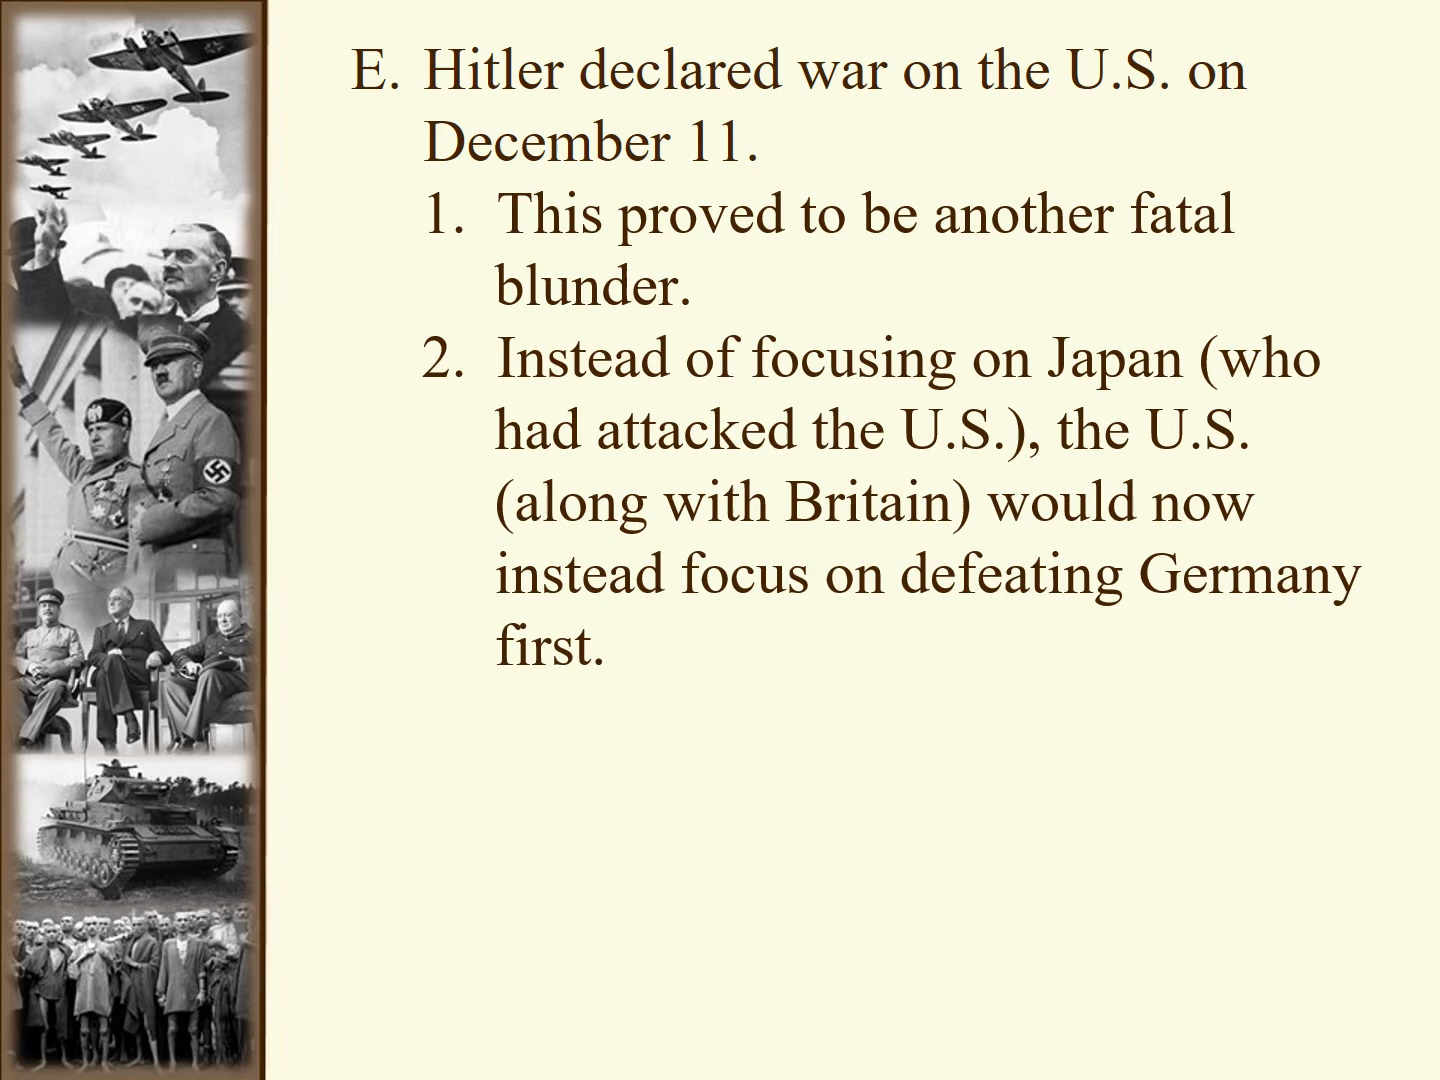 E. Hitler declared war on the U.S. on
December 11.
1. This proved to be another fatal
blunder.
2. Instead of focusing on Japan (who
had attacked the U.S.), the U.S.
(along with Britain) would now
instead focus on defeating Germany
first.